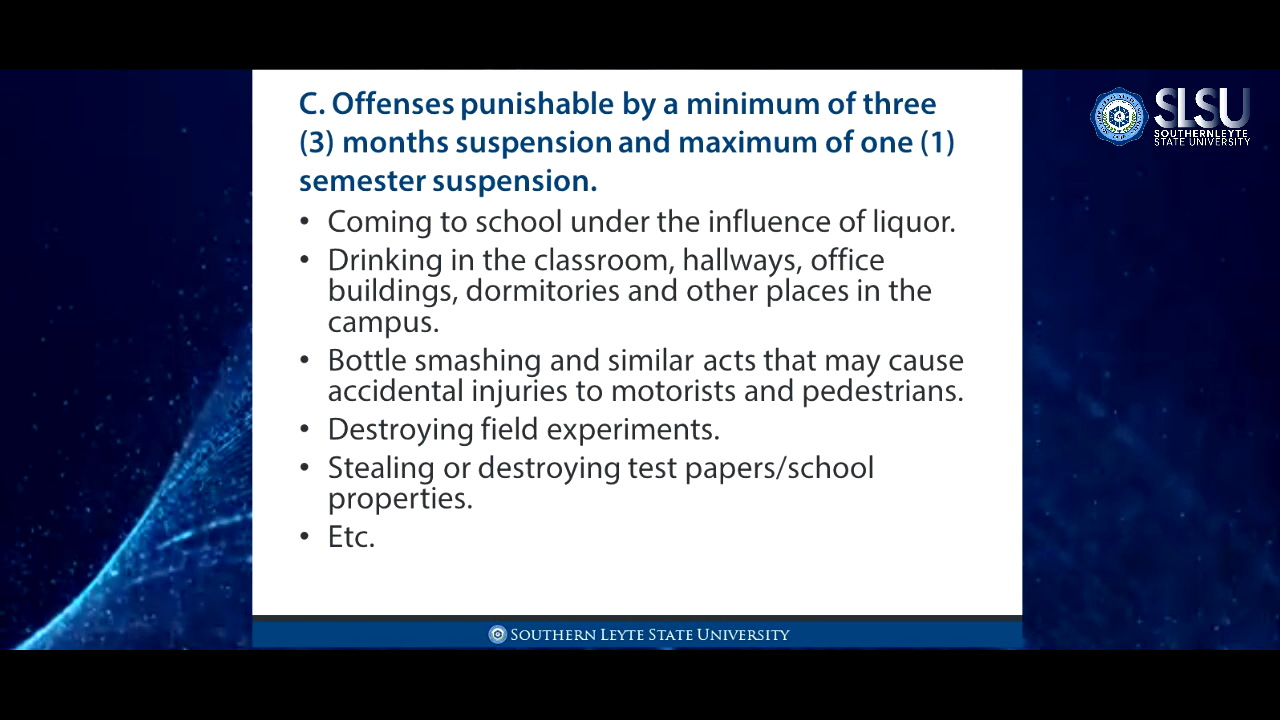 C. Offenses punishable by a minimum of three
(3) months suspension and maximum of one (1)
semester suspension.
• Coming to school under the influence of liquor.
• Drinking in the classroom, hallways, office
buildings, dormitories and other places in the
campus.
• Bottle smashing and similar acts that may cause
accidental injuries to motorists and pedestrians.
• Destroying field experiments.
• Stealing or destroying test papers/school
properties.
• Etc.
SOUTHERN LEYTE STATE UNIVERSITY
SLSU
SOUTHERNLEYTE
STATE UNIVERSITY